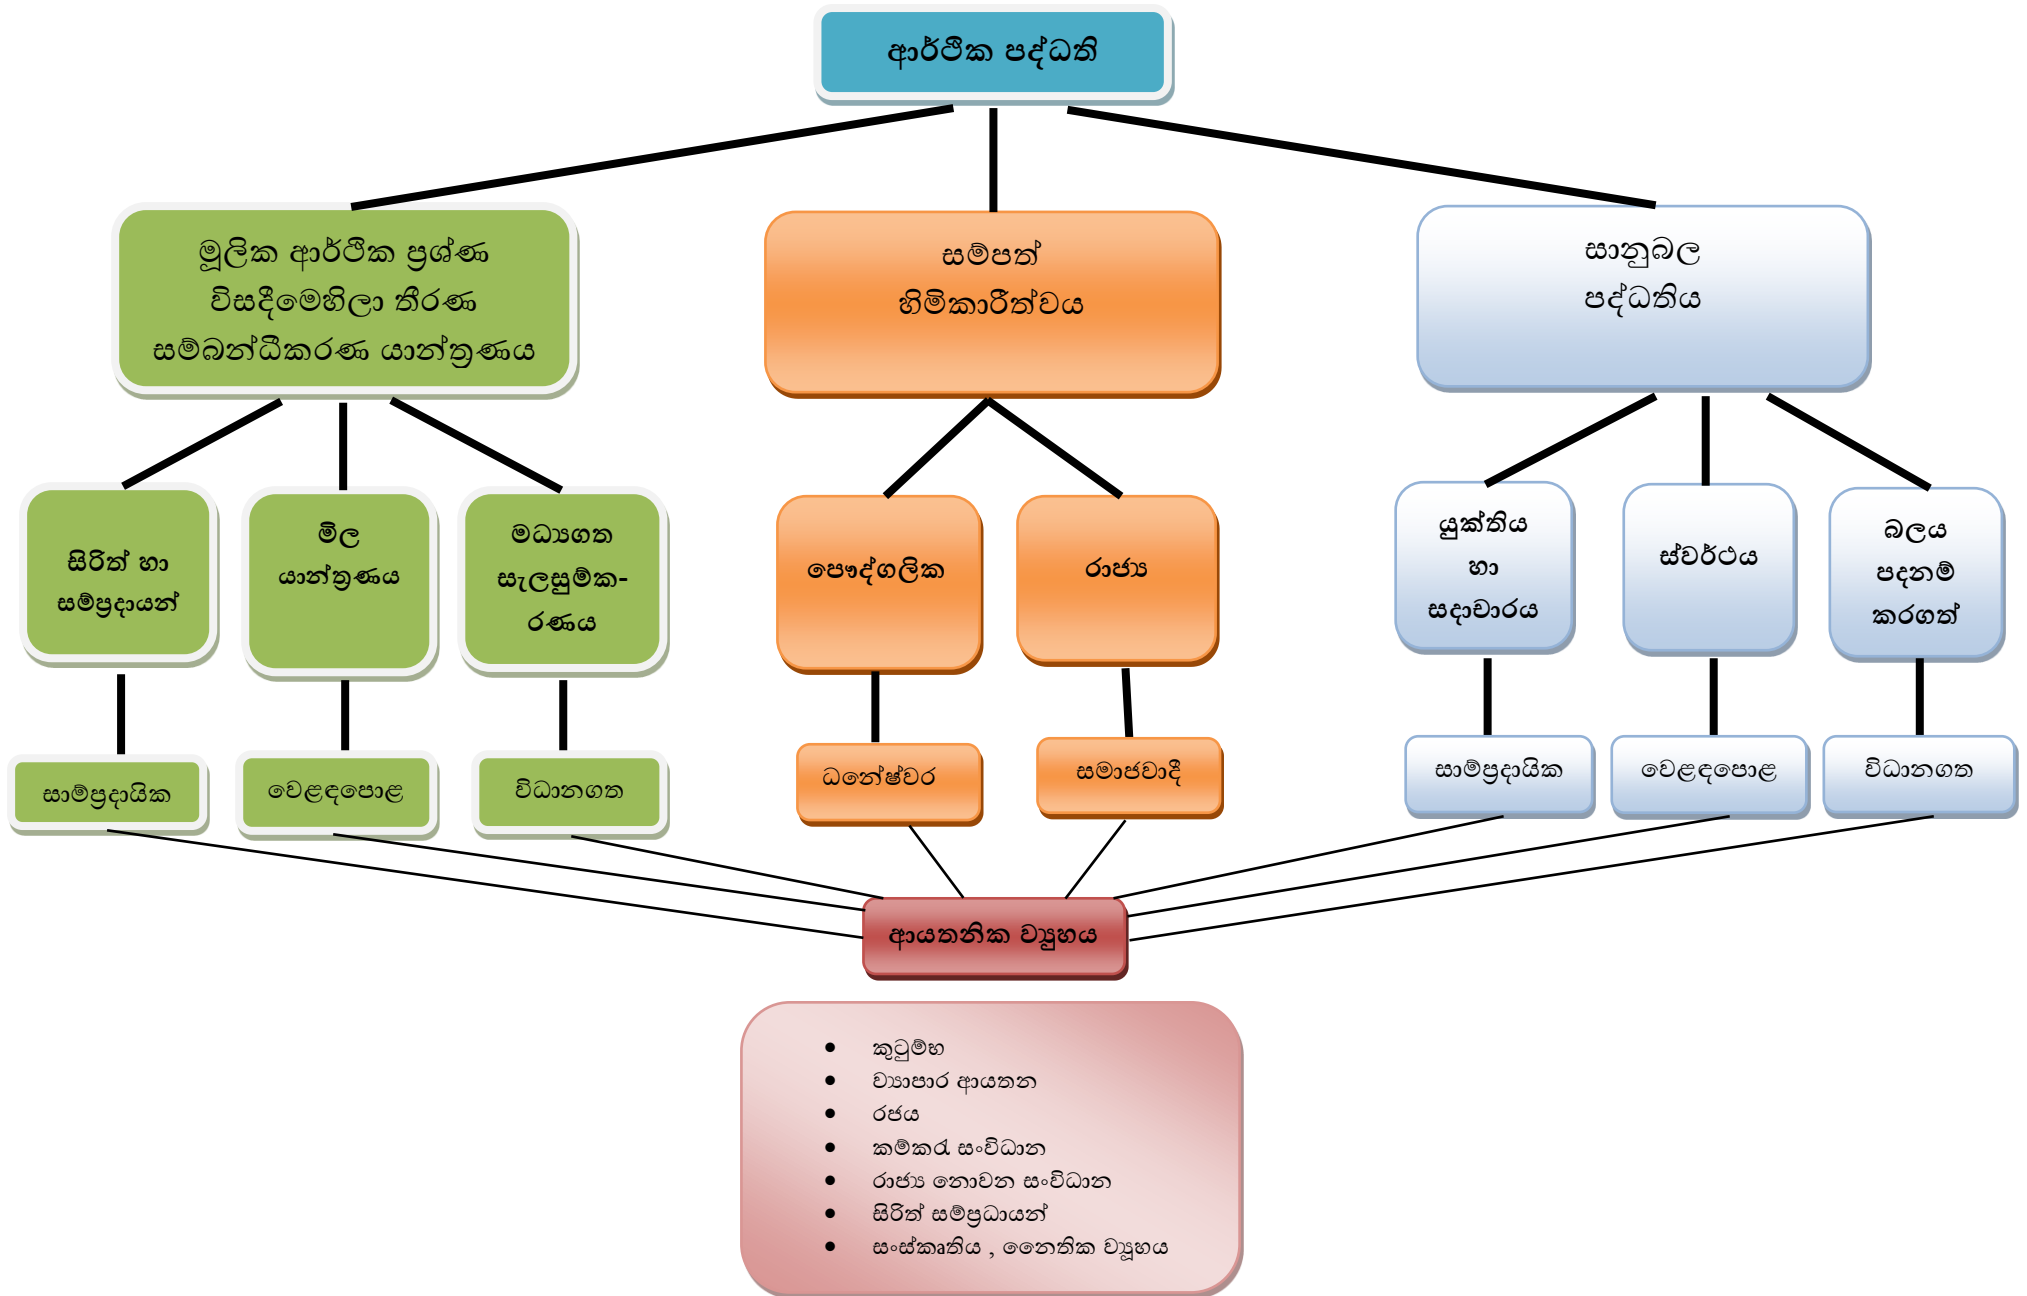 ආර්ථික පද්ධති
මූලික ආර්ථික ප්‍රශ්ණ
විසදීමෙහිලා තීරණ
සම්බන්ධීකරණ යාන්ත්‍රණය
සම්පත්
හිමිකාරීත්වය
සානුබල
පද්ධතිය
සිරිත් හා
සම්ප්‍රදායන්
මිල
යාන්ත්‍රණය
මධ්‍යගත
සැලසුම්ක-
රණය
පෞද්ගලික
රාජ්‍ය
යුක්තිය
හා
සදාචාරය
ස්වර්ථය
බලය
පදනම්
කරගත්
සාම්ප්‍රදායික
වෙළඳපොළ
විධානගත
ධනේෂ්වර
සමාජවාදී
සාම්ප්‍රදායික
වෙළඳපොළ
විධානගත
ආයතනික ව්‍යුහය
• කුටුම්භ
• ව්‍යාපාර ආයතන
• රජය
• කම්කරැ සංවිධාන
• රාජ්‍ය නොවන සංවිධාන
• සිරිත් සම්ප්‍රධායන්
• සංස්කෘතිය , නෛතික ව්‍යූහය